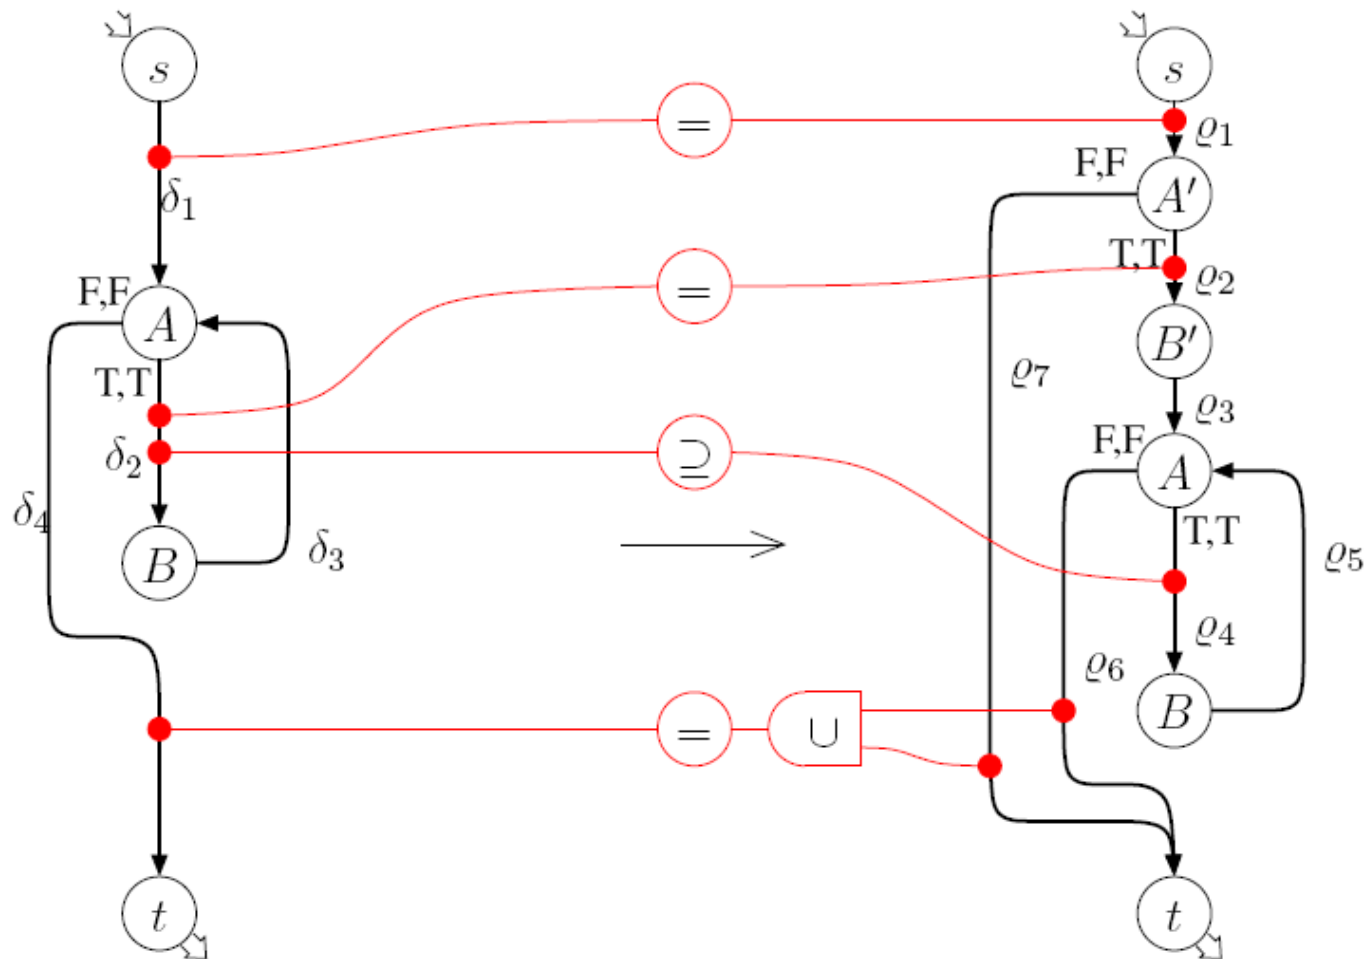 s
δ₁
F,F
A
T,T
δ₂
δ₄
B
δ₃
t
=
=
⊇
=
∪
s
ϱ₁
F,F
A′
T,T
ϱ₂
B′
ϱ₇
ϱ₃
F,F
A
T,T
ϱ₅
ϱ₄
ϱ₆
B
t